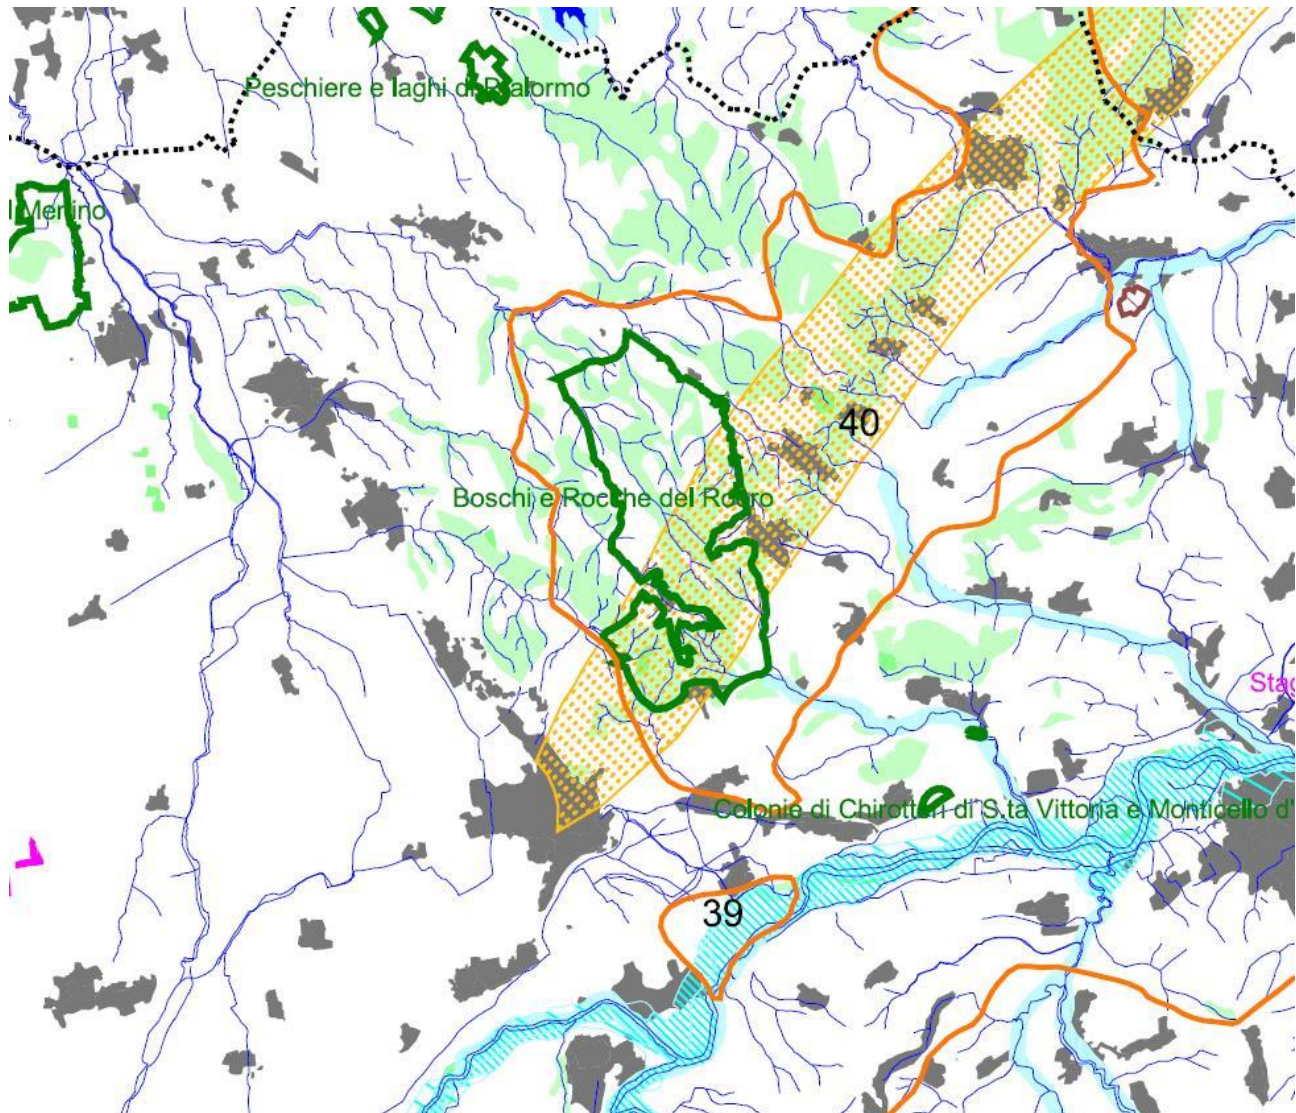 Peschiere e laghi di Pralormo
Merlino
40
Boschi e Rocche del Roero
Stag
Colonie di Chirotteri di S.ta Vittoria e Monticello d'
39